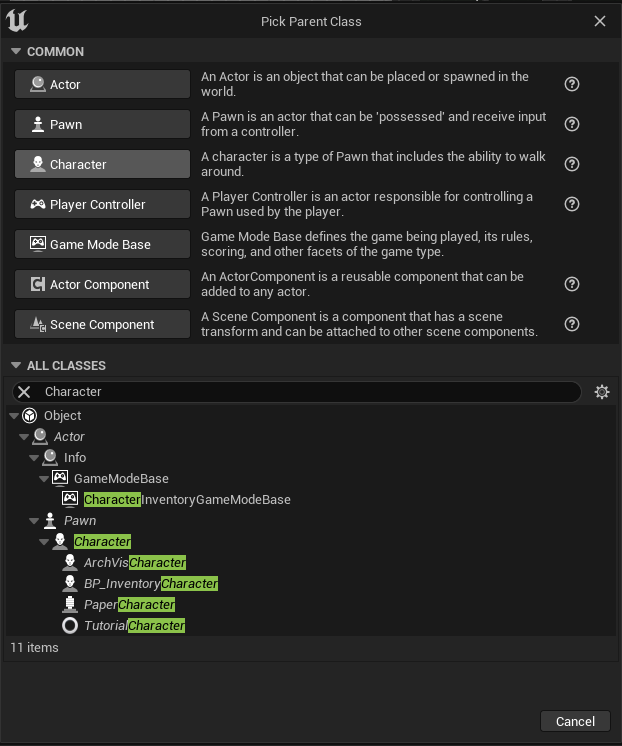 Pick Parent Class
COMMON
Actor
An Actor is an object that can be placed or spawned in the
world.
Pawn
A Pawn is an actor that can be 'possessed' and receive input
from a controller.
Character
A character is a type of Pawn that includes the ability to walk
around.
Player Controller
A Player Controller is an actor responsible for controlling a
Pawn used by the player.
Game Mode Base
Game Mode Base defines the game being played, its rules,
scoring, and other facets of the game type.
Actor Component
An ActorComponent is a reusable component that can be
added to any actor.
Scene Component
A Scene Component is a component that has a scene
transform and can be attached to other scene components.
ALL CLASSES
Character
Object
Actor
Info
GameModeBase
CharacterInventoryGameModeBase
Pawn
Character
ArchVisCharacter
BP_InventoryCharacter
PaperCharacter
TutorialCharacter
11 items
Cancel